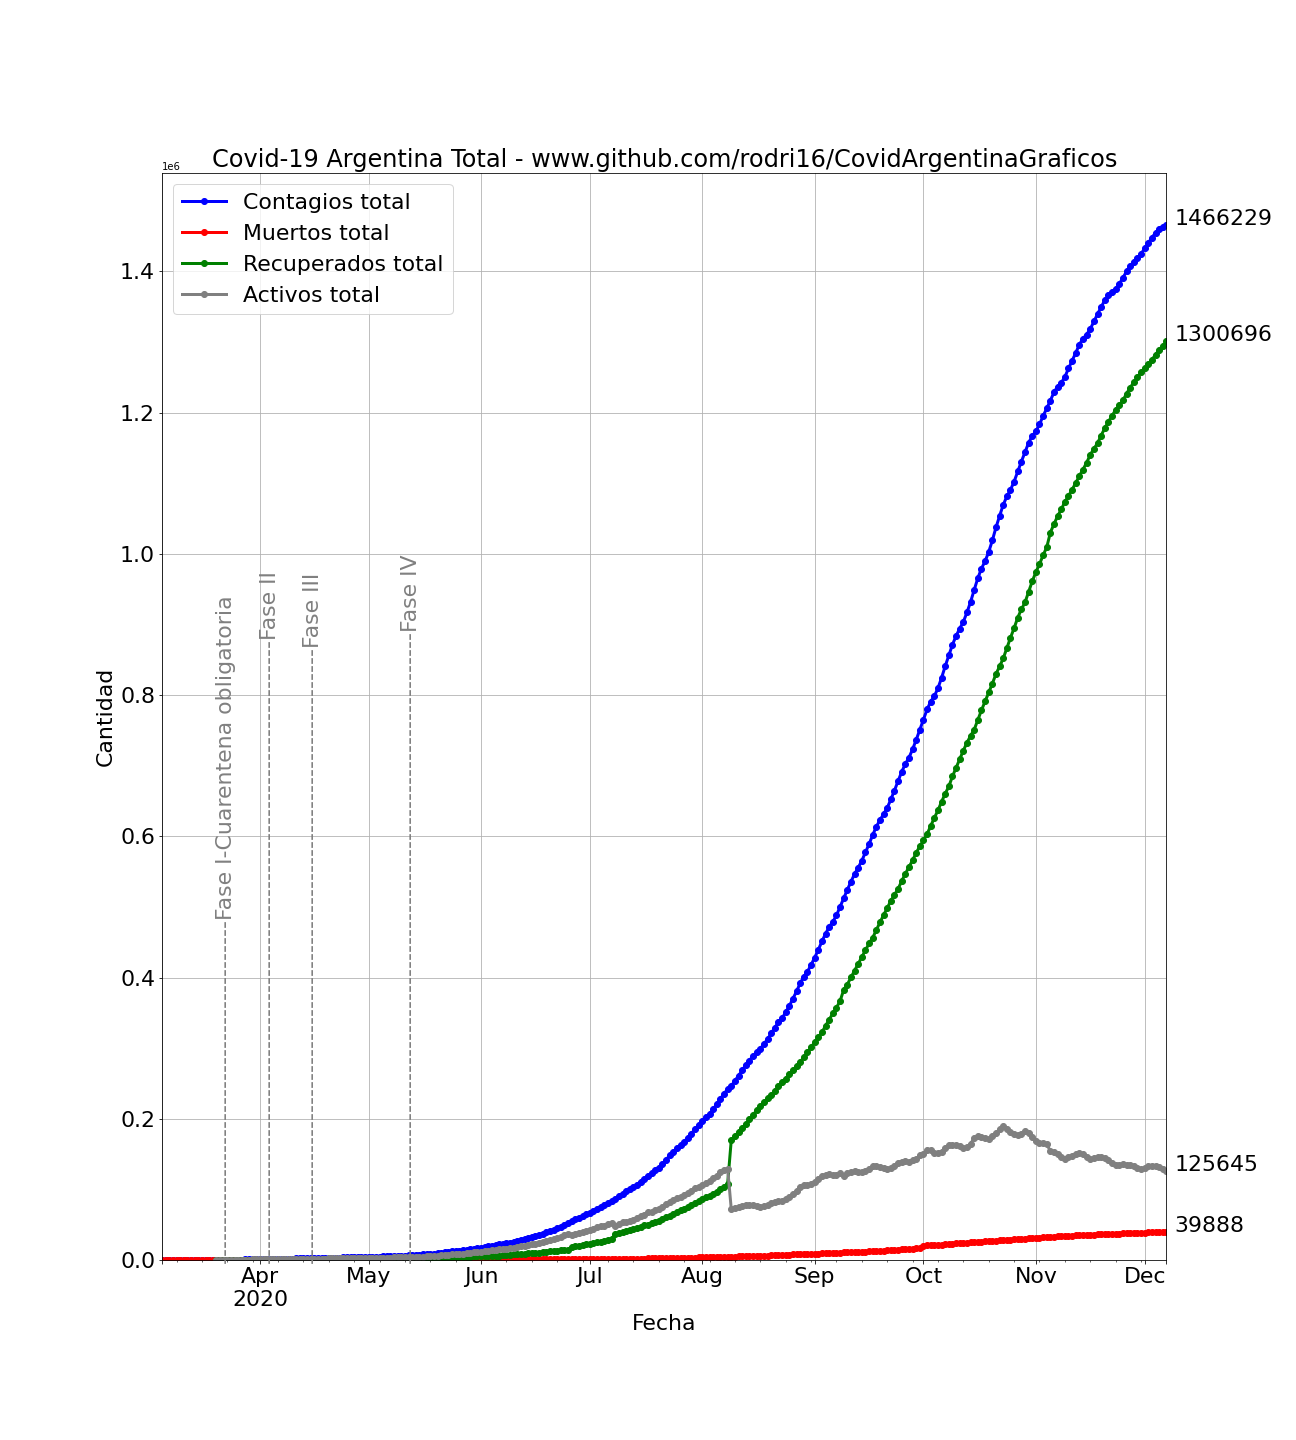 Covid-19 Argentina Total - www.github.com/rodri16/CovidArgentinaGraficos
1e6
Contagios total
Muertos total
Recuperados total
Activos total
1466229
1300696
125645
39888
1.4
1.2
1.0
0.8
0.6
0.4
0.2
0.0
Cantidad
Fase I-Cuarentena obligatoria
Fase II
Fase III
Fase IV
Apr May Jun Jul Aug Sep Oct Nov Dec
2020
Fecha